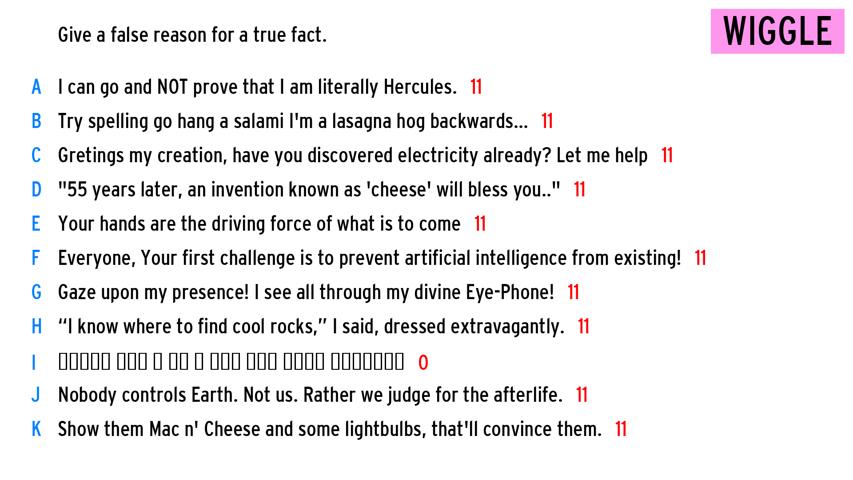 Give a false reason for a true fact.
WIGGLE
A I can go and NOT prove that I am literally Hercules. 11
B Try spelling go hang a salami I'm a lasagna hog backwards... 11
C Gretings my creation, have you discovered electricity already? Let me help 11
D "55 years later, an invention known as 'cheese' will bless you.." 11
E Your hands are the driving force of what is to come 11
F Everyone, Your first challenge is to prevent artificial intelligence from existing! 11
G Gaze upon my presence! I see all through my divine Eye-Phone! 11
H “I know where to find cool rocks,” I said, dressed extravagantly. 11
I 0
J Nobody controls Earth. Not us. Rather we judge for the afterlife. 11
K Show them Mac n' Cheese and some lightbulbs, that'll convince them. 11